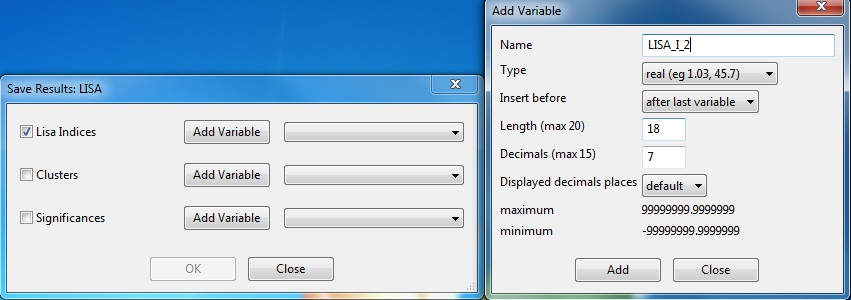 Save Results: LISA
Lisa Indices Add Variable
Clusters Add Variable
Significances Add Variable
OK Close
Add Variable
Name LISA_I_2
Type real (eg 1.03, 45.7)
Insert before after last variable
Length (max 20) 18
Decimals (max 15) 7
Displayed decimals places default
maximum 99999999.9999999
minimum -99999999.9999999
Add Close